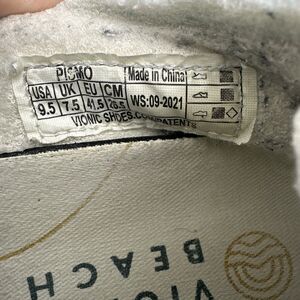 PISMO
Made in China
USA UK EU CM
9.5 7.5 41.5 26.5
WS:09-2021
VIONIC SHOES.COM/PATENTS
VIONIC
BEACH